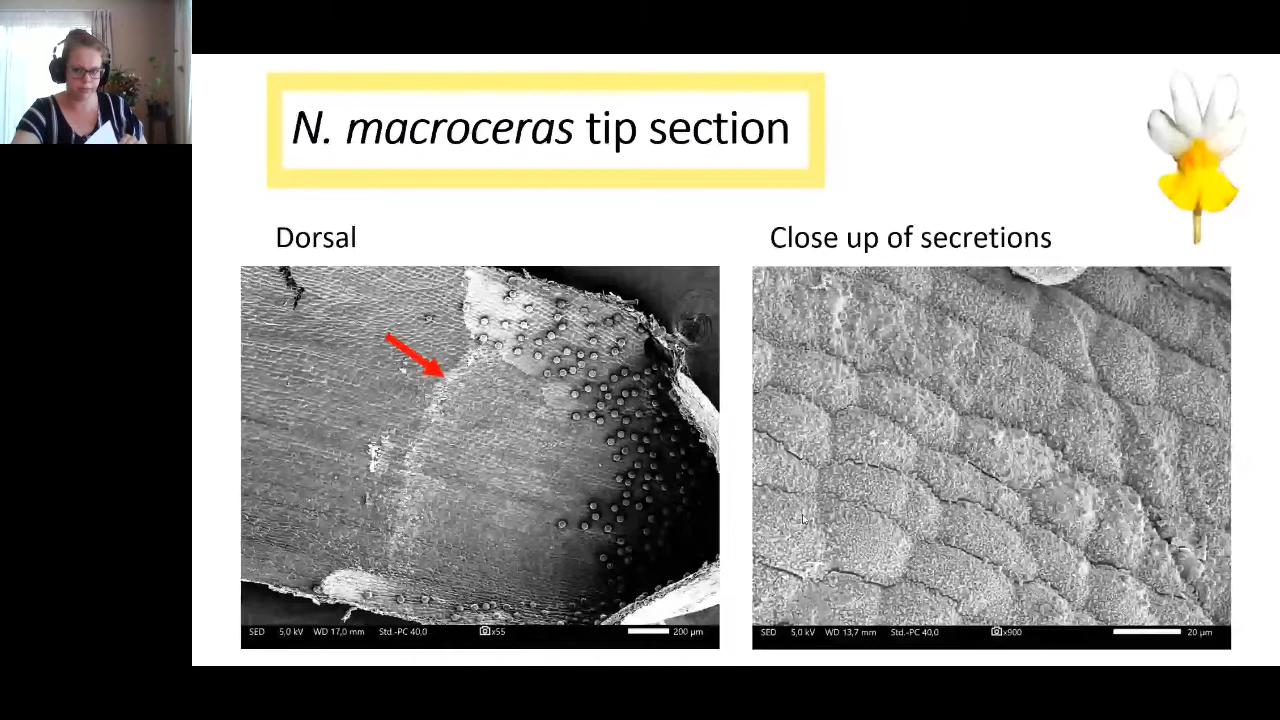 N. macroceras tip section
Dorsal
Close up of secretions
SED 5,0 kV WD 17,0 mm Std.-PC 40,0 x55 200 µm
SED 5,0 kV WD 13,7 mm Std.-PC 40,0 x900 20 µm